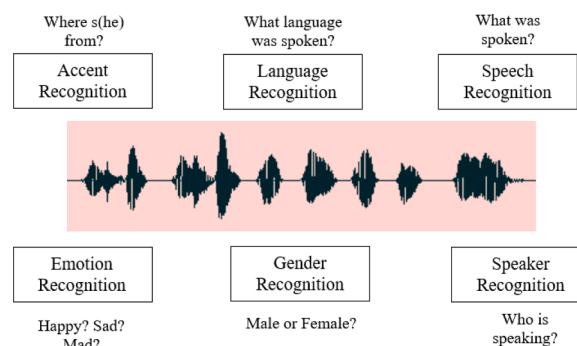 Where s(he)
from?
What language
was spoken?
What was
spoken?
Accent
Recognition
Language
Recognition
Speech
Recognition
Emotion
Recognition
Gender
Recognition
Speaker
Recognition
Happy? Sad?
Mad?
Male or Female?
Who is
speaking?